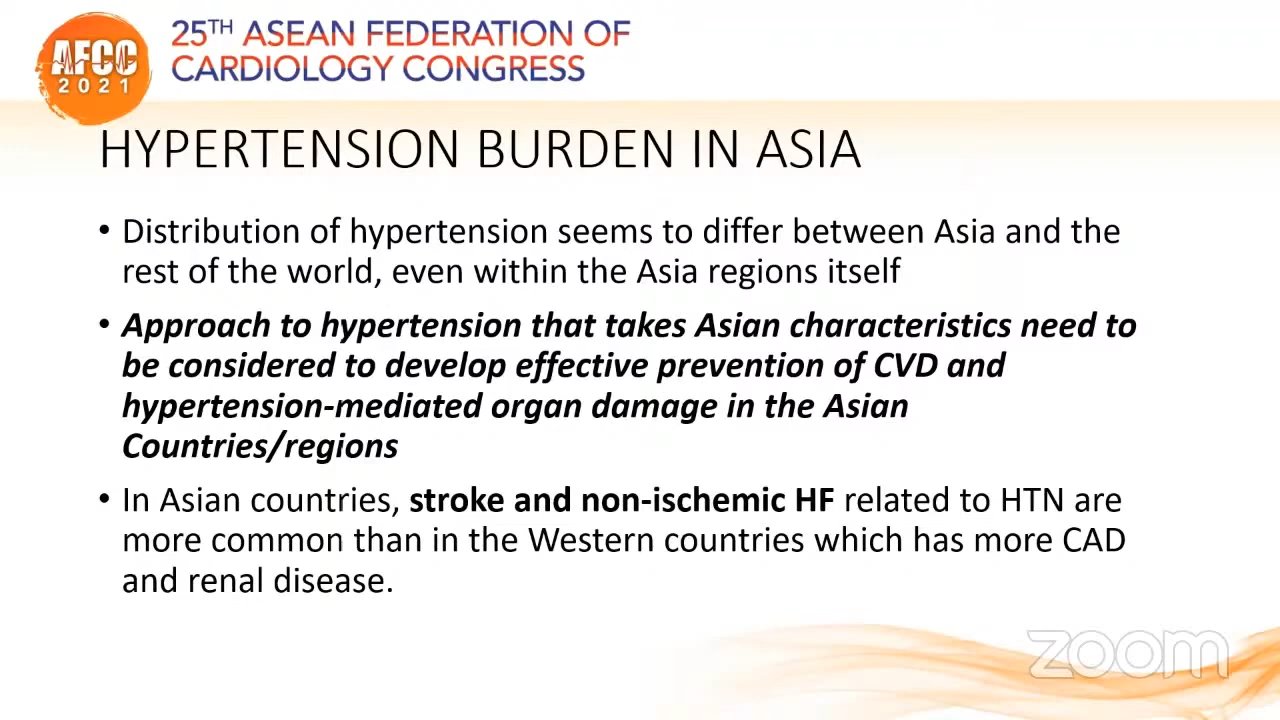 AFCC
2021
25TH ASEAN FEDERATION OF
CARDIOLOGY CONGRESS
HYPERTENSION BURDEN IN ASIA
• Distribution of hypertension seems to differ between Asia and the
rest of the world, even within the Asia regions itself
• Approach to hypertension that takes Asian characteristics need to
be considered to develop effective prevention of CVD and
hypertension-mediated organ damage in the Asian
Countries/regions
• In Asian countries, stroke and non-ischemic HF related to HTN are
more common than in the Western countries which has more CAD
and renal disease.
zoom